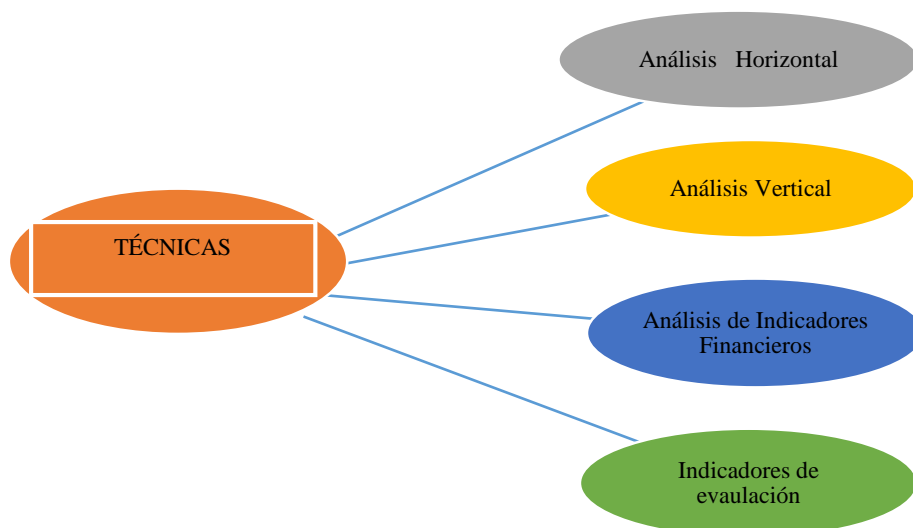 Análisis Horizontal
Análisis Vertical
TÉCNICAS
Análisis de Indicadores
Financieros
Indicadores de
evaulación